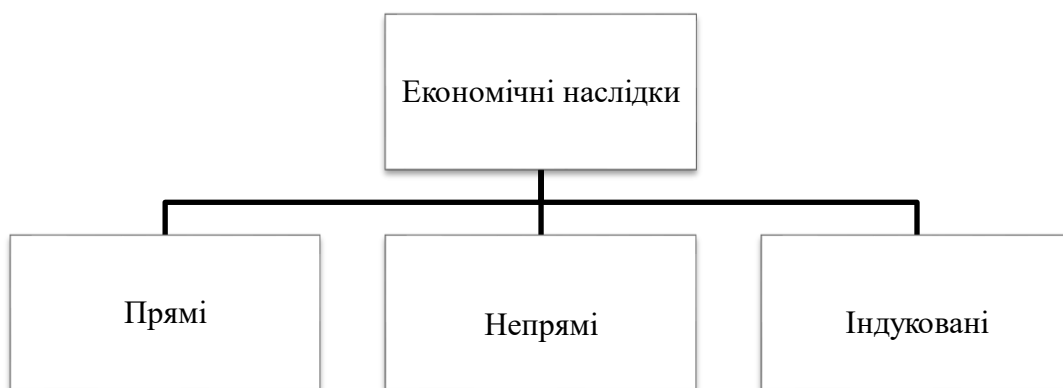 Економічні наслідки
Прямі
Непрямі
Індуковані